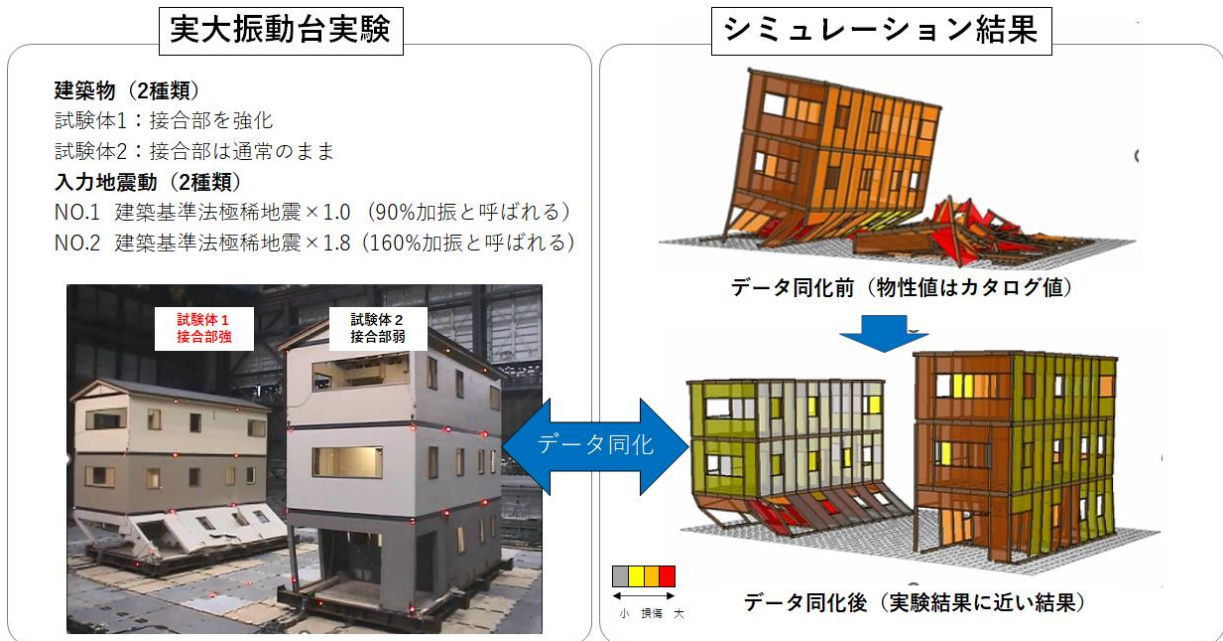 実大振動台実験
建築物（2種類）
試験体1：接合部を強化
試験体2：接合部は通常のまま
入力地震動（2種類）
NO.1 建築基準法極稀地震×1.0 （90%加振と呼ばれる）
NO.2 建築基準法極稀地震×1.8（160%加振と呼ばれる）
試験体１
接合部強
試験体２
接合部弱
データ同化
シミュレーション結果
データ同化前（物性値はカタログ値）
小 損傷 大
データ同化後（実験結果に近い結果）